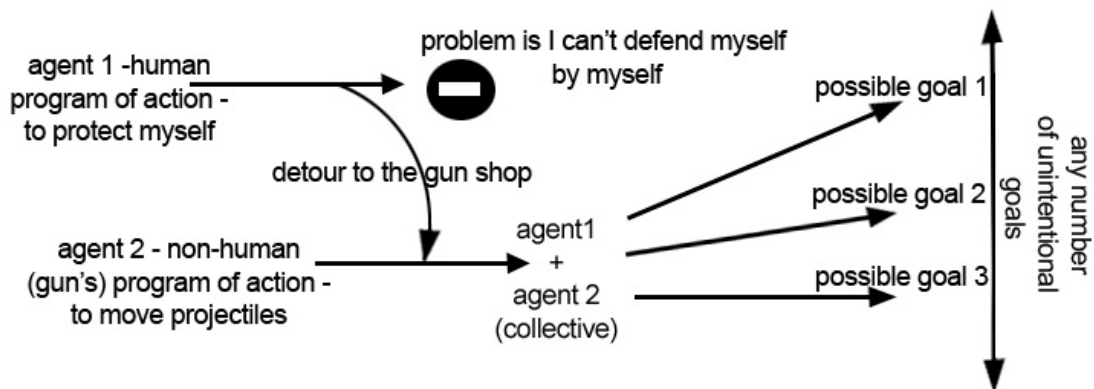 problem is I can't defend myself
by myself
agent 1 -human
program of action -
to protect myself
detour to the gun shop
agent 2 - non-human
(gun's) program of action -
to move projectiles
agent1
+
agent 2
(collective)
possible goal 1
possible goal 2
possible goal 3
any number
of unintentional
goals